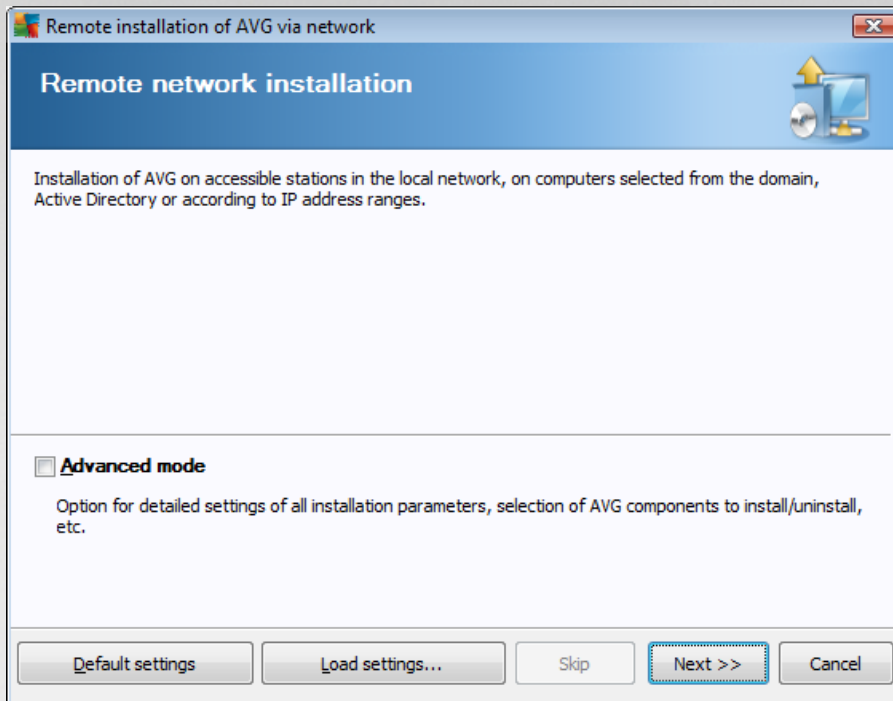 Remote installation of AVG via network
Remote network installation
Installation of AVG on accessible stations in the local network, on computers selected from the domain,
Active Directory or according to IP address ranges.
Advanced mode
Option for detailed settings of all installation parameters, selection of AVG components to install/uninstall,
etc.
Default settings
Load settings...
Skip
Next >>
Cancel